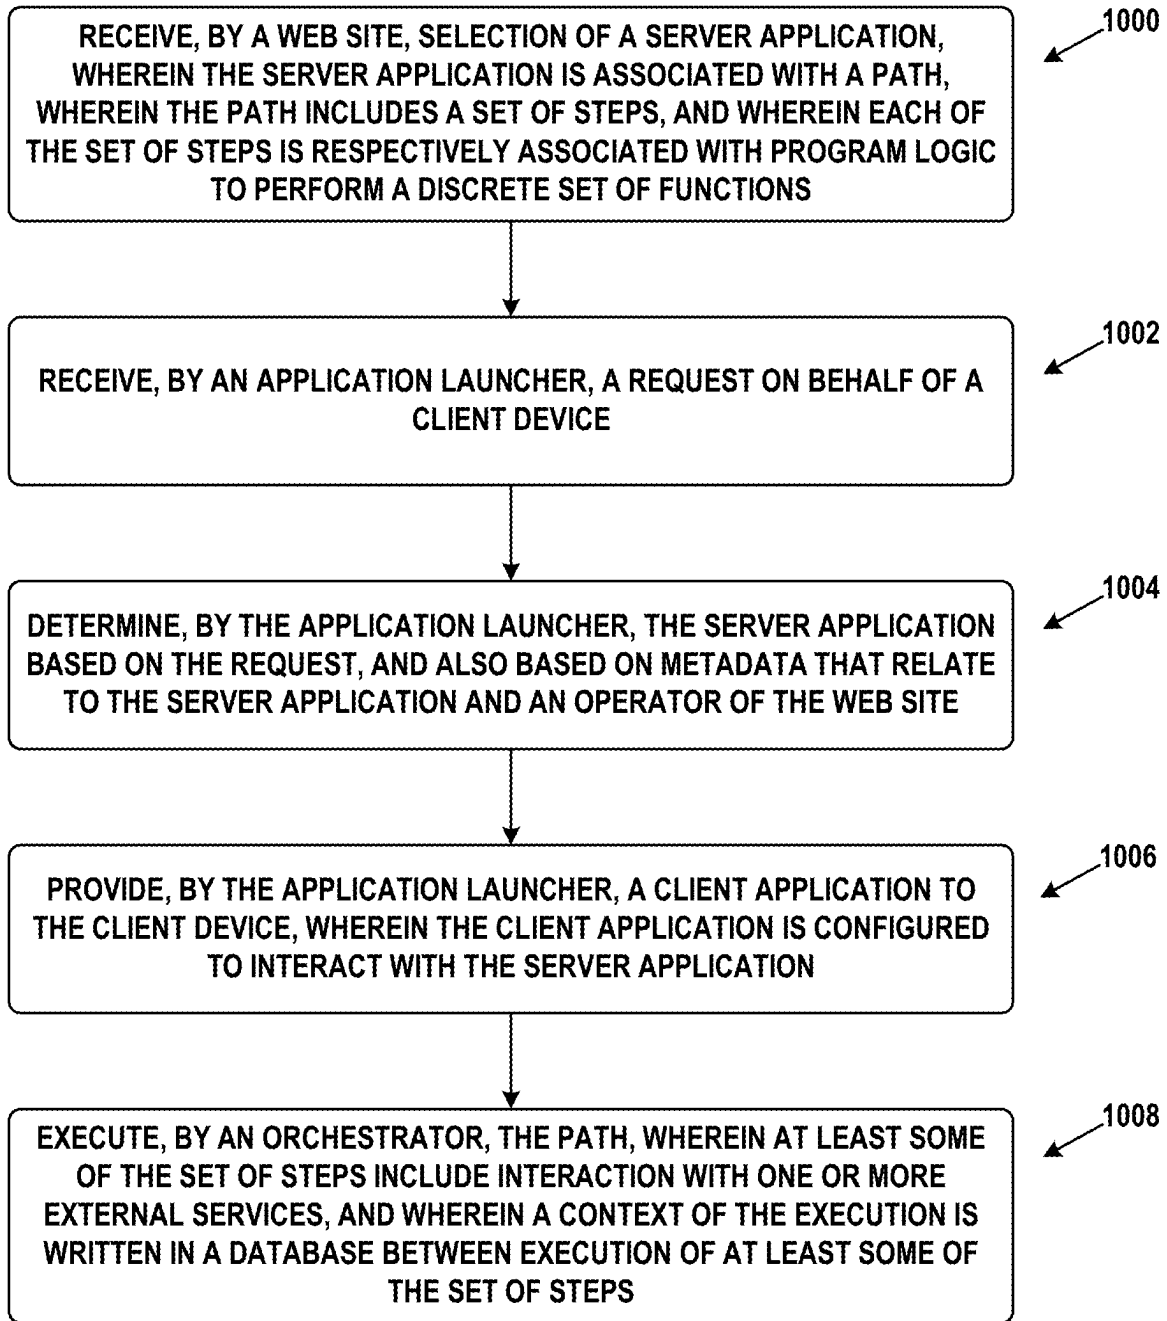 RECEIVE, BY A WEB SITE, SELECTION OF A SERVER APPLICATION,
WHEREIN THE SERVER APPLICATION IS ASSOCIATED WITH A PATH,
WHEREIN THE PATH INCLUDES A SET OF STEPS, AND WHEREIN EACH OF
THE SET OF STEPS IS RESPECTIVELY ASSOCIATED WITH PROGRAM LOGIC
TO PERFORM A DISCRETE SET OF FUNCTIONS
1000
RECEIVE, BY AN APPLICATION LAUNCHER, A REQUEST ON BEHALF OF A
CLIENT DEVICE
1002
DETERMINE, BY THE APPLICATION LAUNCHER, THE SERVER APPLICATION
BASED ON THE REQUEST, AND ALSO BASED ON METADATA THAT RELATE
TO THE SERVER APPLICATION AND AN OPERATOR OF THE WEB SITE
1004
PROVIDE, BY THE APPLICATION LAUNCHER, A CLIENT APPLICATION TO
THE CLIENT DEVICE, WHEREIN THE CLIENT APPLICATION IS CONFIGURED
TO INTERACT WITH THE SERVER APPLICATION
1006
EXECUTE, BY AN ORCHESTRATOR, THE PATH, WHEREIN AT LEAST SOME
OF THE SET OF STEPS INCLUDE INTERACTION WITH ONE OR MORE
EXTERNAL SERVICES, AND WHEREIN A CONTEXT OF THE EXECUTION IS
WRITTEN IN A DATABASE BETWEEN EXECUTION OF AT LEAST SOME OF
THE SET OF STEPS
1008